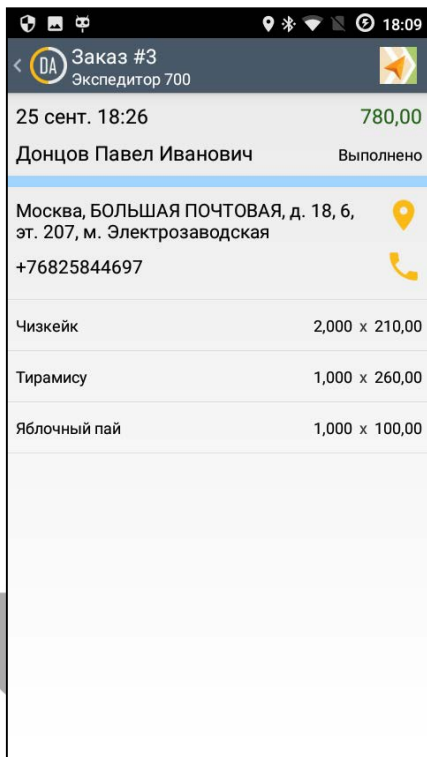 18:09
DA
Заказ #3
Экспедитор 700
25 сент. 18:26 780,00
Донцов Павел Иванович Выполнено
Москва, БОЛЬШАЯ ПОЧТОВАЯ, д. 18, 6,
эт. 207, м. Электрозаводская
+76825844697
Чизкейк 2,000 x 210,00
Тирамису 1,000 x 260,00
Яблочный пай 1,000 x 100,00